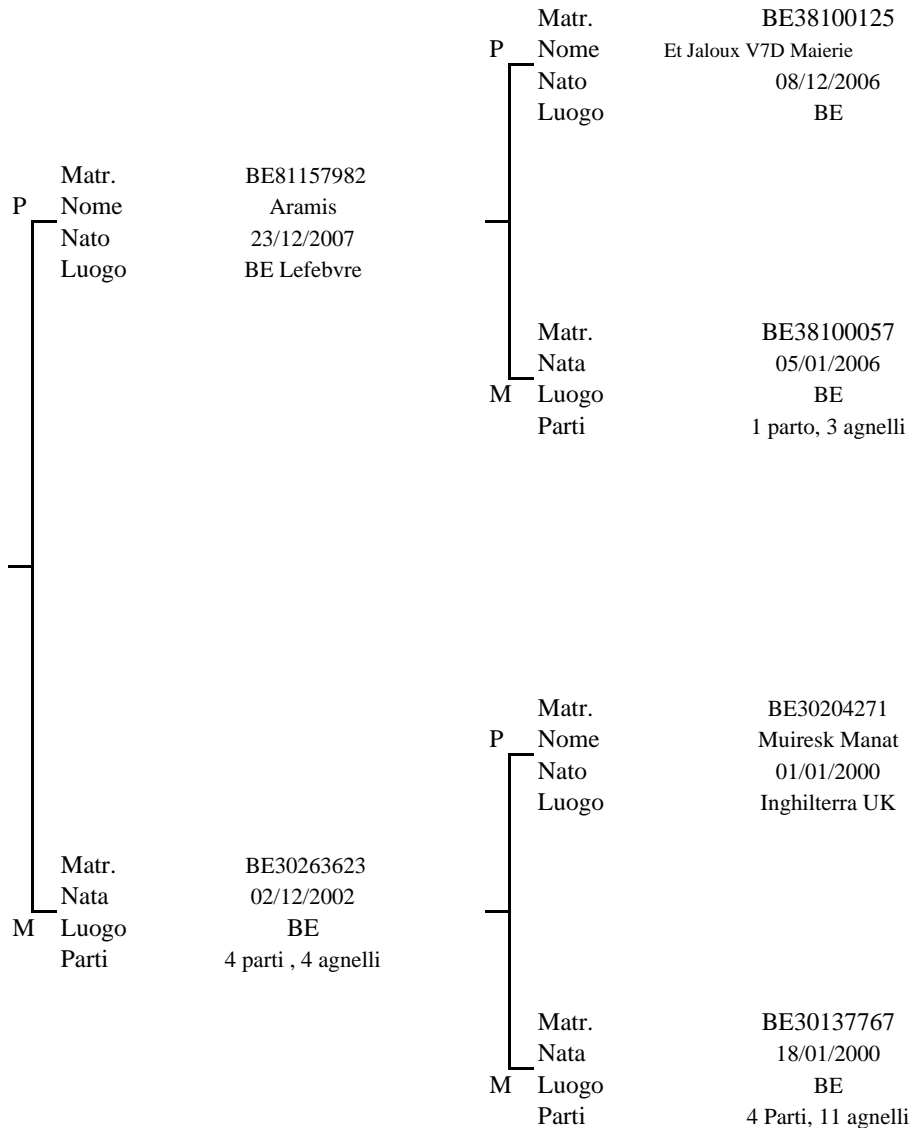 Matr. BE38100125
P Nome Et Jaloux V7D Maierie
Nato 08/12/2006
Luogo BE
Matr. BE81157982
P Nome Aramis
Nato 23/12/2007
Luogo BE Lefebvre
Matr. BE38100057
Nata 05/01/2006
M Luogo BE
Parti 1 parto, 3 agnelli
Matr. BE30204271
P Nome Muiresk Manat
Nato 01/01/2000
Luogo Inghilterra UK
Matr. BE30263623
Nata 02/12/2002
M Luogo BE
Parti 4 parti , 4 agnelli
Matr. BE30137767
Nata 18/01/2000
M Luogo BE
Parti 4 Parti, 11 agnelli